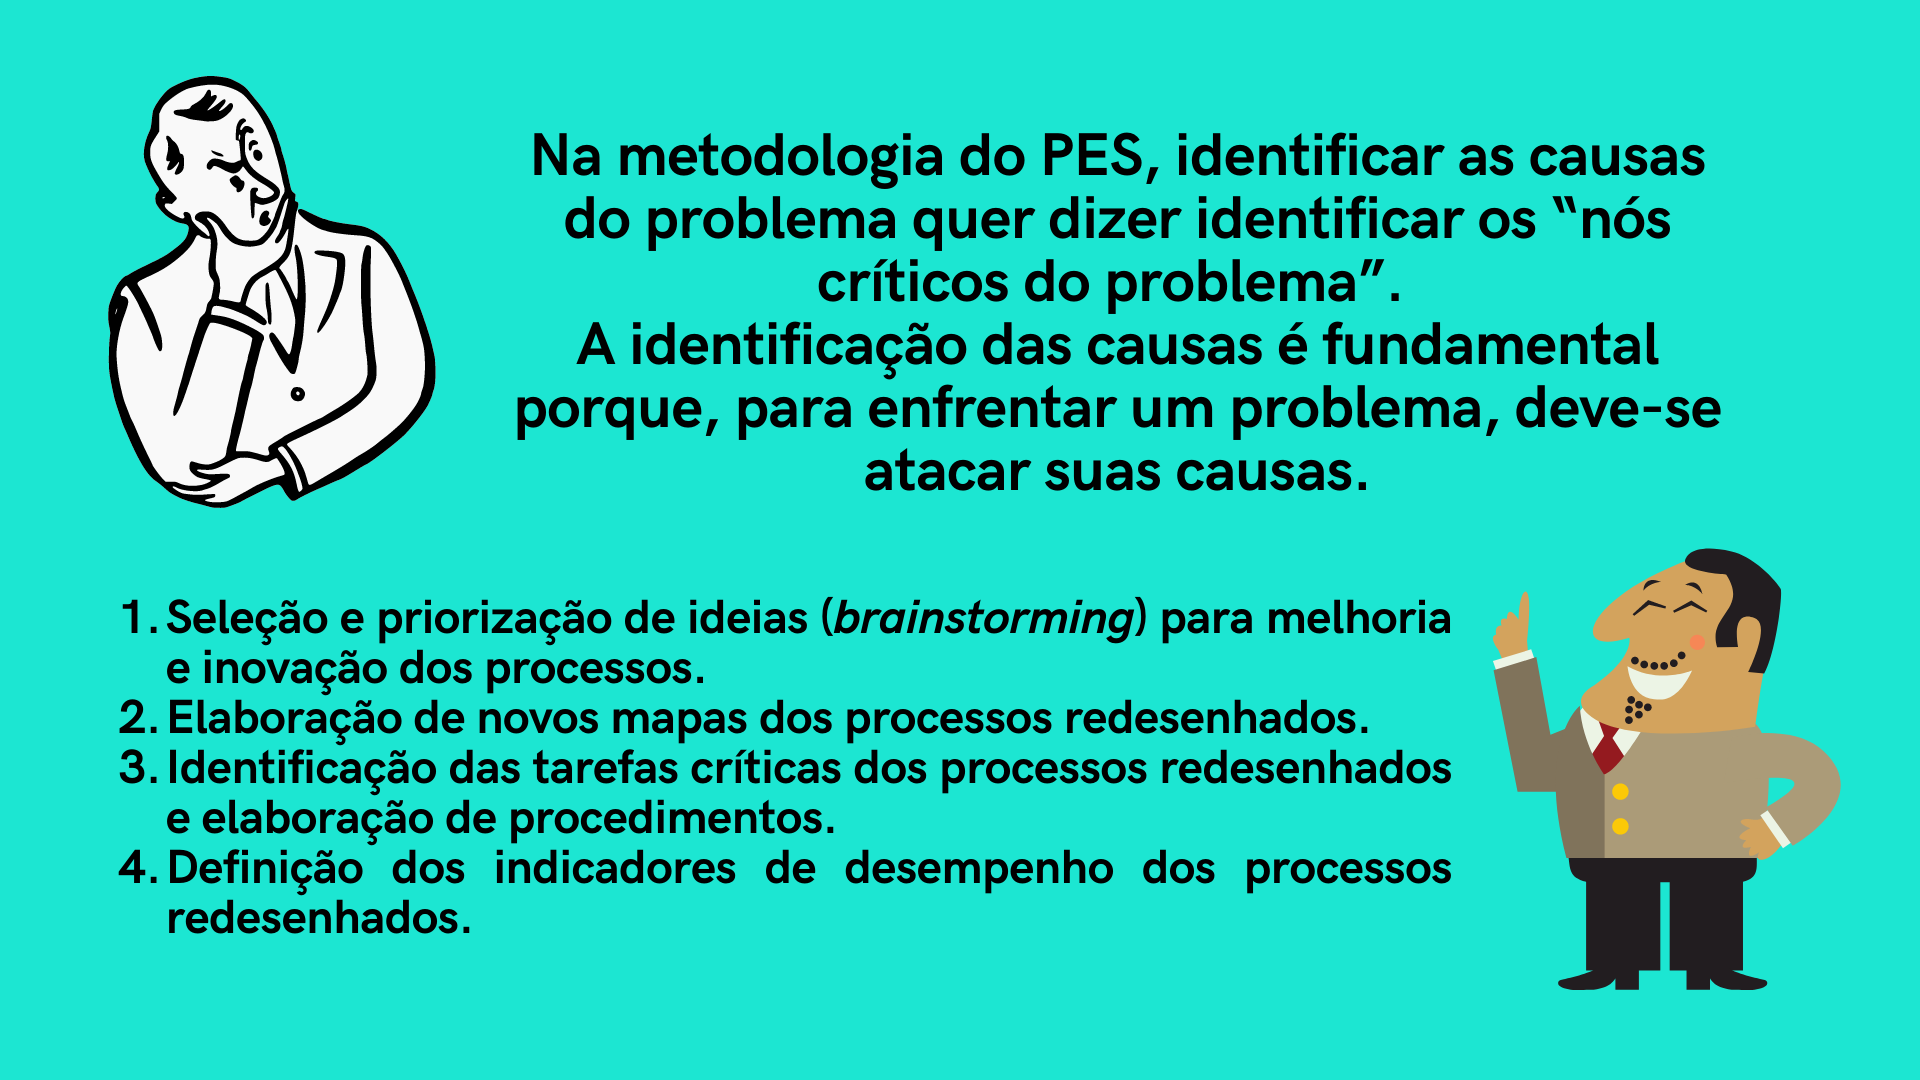 Na metodologia do PES, identificar as causas
do problema quer dizer identificar os “nós
críticos do problema”.
A identificação das causas é fundamental
porque, para enfrentar um problema, deve-se
atacar suas causas.
1. Seleção e priorização de ideias (brainstorming) para melhoria
e inovação dos processos.
2. Elaboração de novos mapas dos processos redesenhados.
3. Identificação das tarefas críticas dos processos redesenhados
e elaboração de procedimentos.
4. Definição dos indicadores de desempenho dos processos
redesenhados.